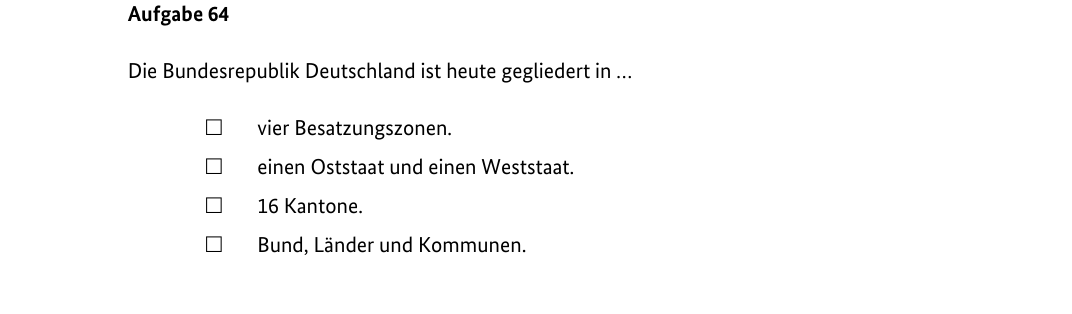 Aufgabe 64
Die Bundesrepublik Deutschland ist heute gegliedert in …
☐ vier Besatzungszonen.
☐ einen Oststaat und einen Weststaat.
☐ 16 Kantone.
☐ Bund, Länder und Kommunen.